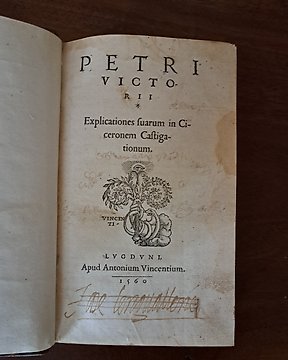 PETRI
VICTO-
RII
*
Explicationes ſuarum in Ci-
ceronem Caſtiga-
tionum.
VINCEN
TI·
LVGDVNI,
Apud Antonium Vincentium.
1560